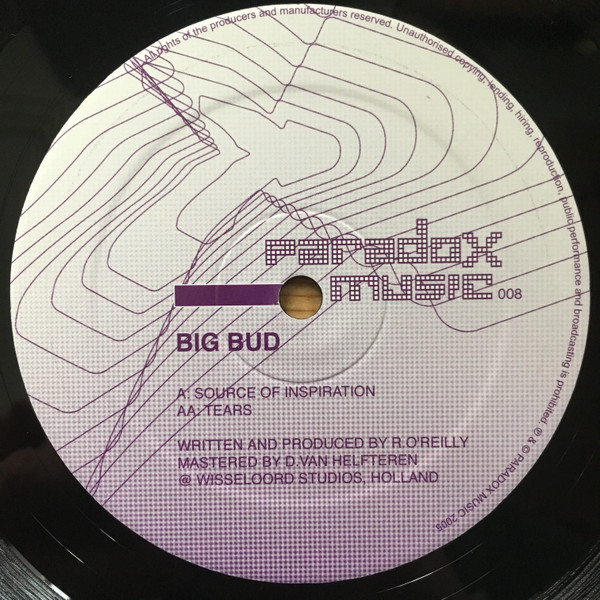 All rights of the producers and manufacturers reserved. Unauthorised copying, lending, hiring, reproduction, public performance and broadcasting is prohibited. ℗ & © PARADOX MUSIC 2005
paradox
music 008
BIG BUD
A: SOURCE OF INSPIRATION
AA: TEARS
WRITTEN AND PRODUCED BY R.O'REILLY
MASTERED BY D.VAN HELFTEREN
@ WISSELOORD STUDIOS, HOLLAND